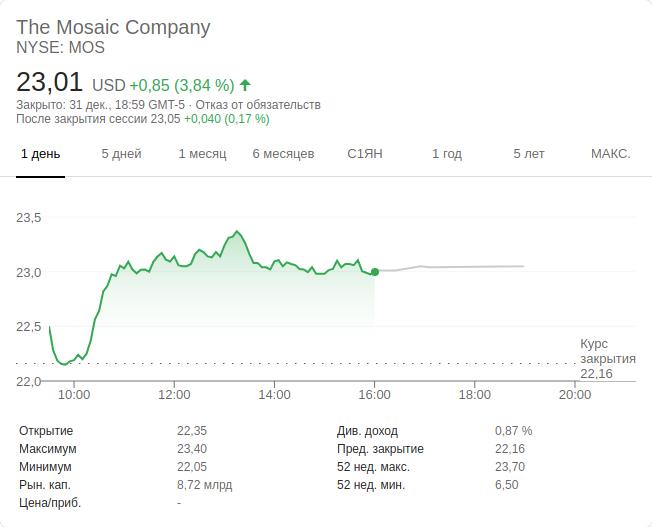 The Mosaic Company
NYSE: MOS
23,01 USD +0,85 (3,84 %)
Закрыто: 31 дек., 18:59 GMT-5 · Отказ от обязательств
После закрытия сессии 23,05 +0,040 (0,17 %)
1 день 5 дней 1 месяц 6 месяцев С1ЯН 1 год 5 лет МАКС.
23,5
23,0
22,5
Курс
закрытия
22,16
22,0
10:00 12:00 14:00 16:00 18:00 20:00
Открытие 22,35 Див. доход 0,87 %
Максимум 23,40 Пред. закрытие 22,16
Минимум 22,05 52 нед. макс. 23,70
Рын. кап. 8,72 млрд 52 нед. мин. 6,50
Цена/приб. -